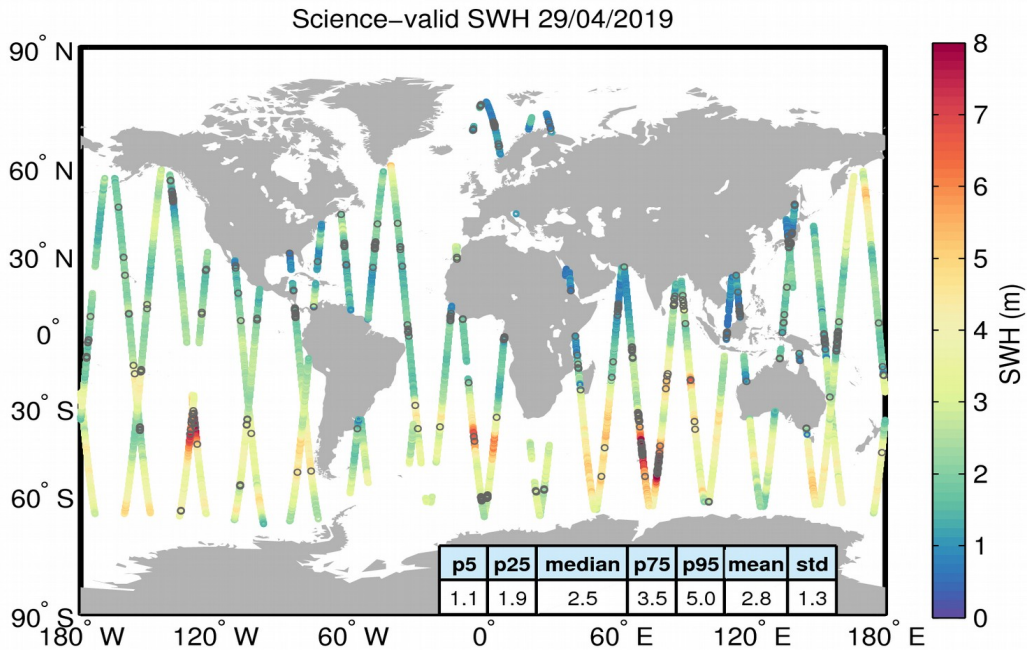 Science−valid SWH 29/04/2019
90° N
60° N
30° N
0°
30° S
60° S
90° S
180° W
120° W
60° W
0°
60° E
120° E
180° E
p5 p25 median p75 p95 mean std
1.1 1.9 2.5 3.5 5.0 2.8 1.3
8
7
6
5
4
3
2
1
0
SWH (m)